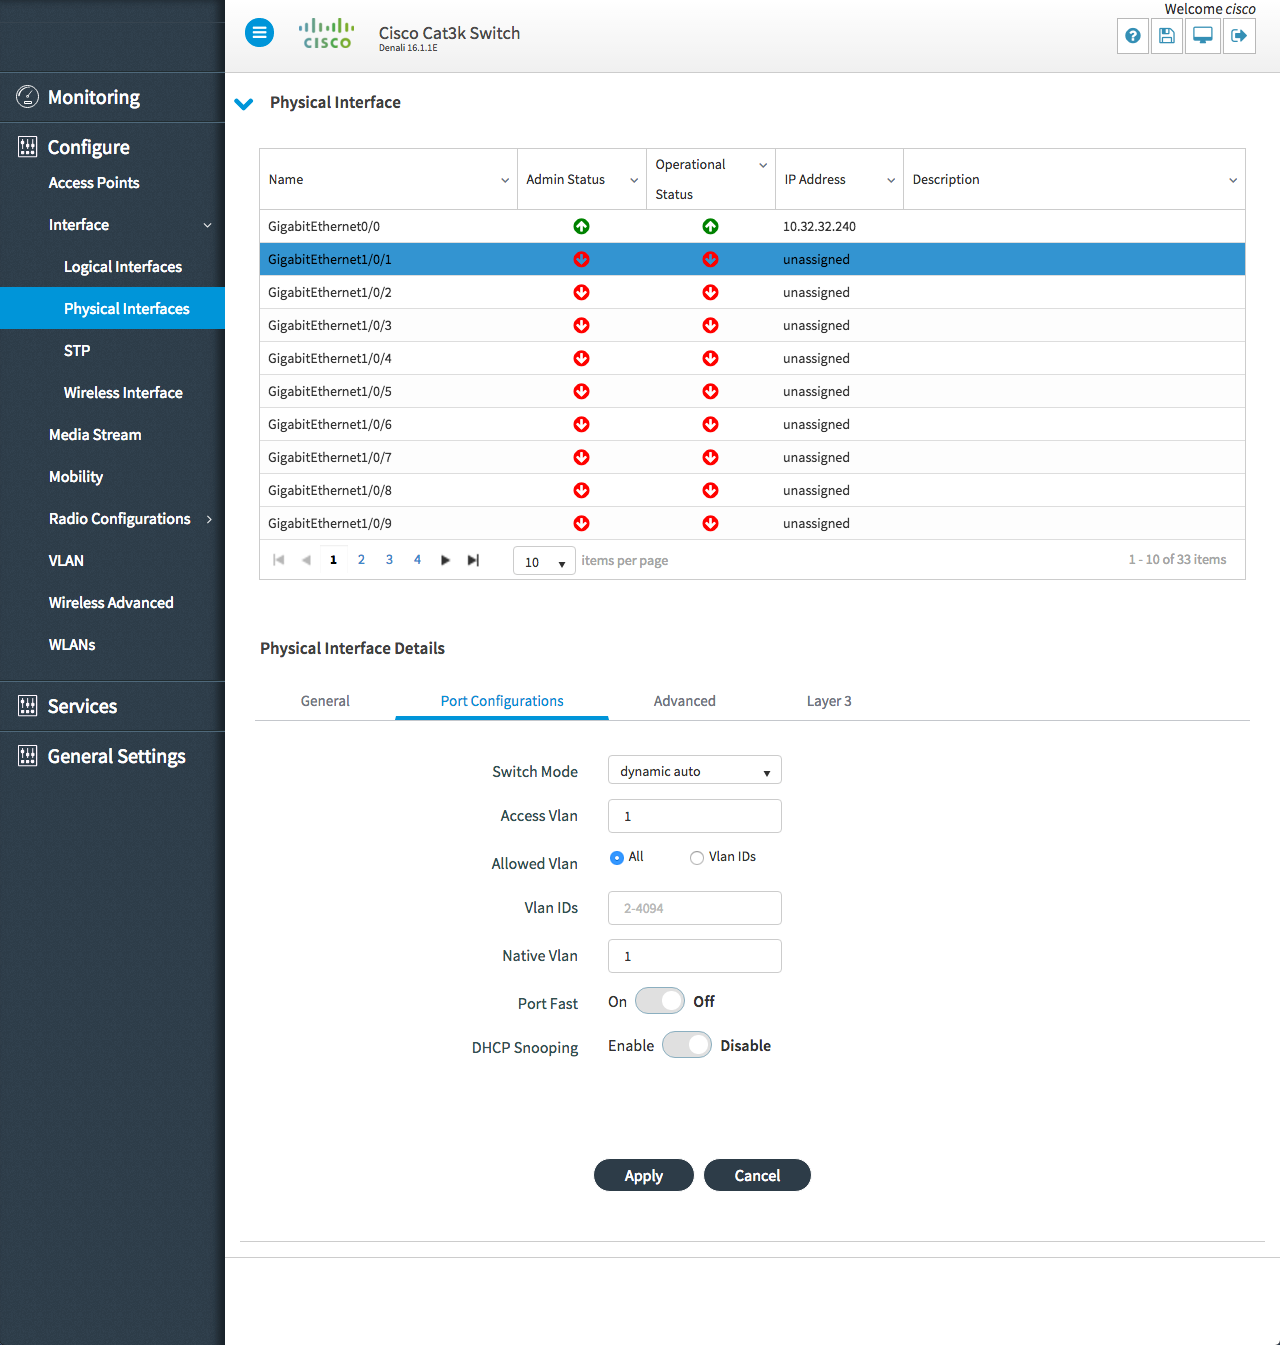 Welcome cisco
CISCO
Cisco Cat3k Switch
Denali 16.1.1E
Monitoring
Configure
Access Points
Interface
Logical Interfaces
Physical Interfaces
STP
Wireless Interface
Media Stream
Mobility
Radio Configurations
VLAN
Wireless Advanced
WLANs
Services
General Settings
Physical Interface
Name Admin Status Operational Status IP Address Description
GigabitEthernet0/0 10.32.32.240
GigabitEthernet1/0/1 unassigned
GigabitEthernet1/0/2 unassigned
GigabitEthernet1/0/3 unassigned
GigabitEthernet1/0/4 unassigned
GigabitEthernet1/0/5 unassigned
GigabitEthernet1/0/6 unassigned
GigabitEthernet1/0/7 unassigned
GigabitEthernet1/0/8 unassigned
GigabitEthernet1/0/9 unassigned
1 2 3 4 10 items per page 1 - 10 of 33 items
Physical Interface Details
General Port Configurations Advanced Layer 3
Switch Mode dynamic auto
Access Vlan 1
Allowed Vlan All Vlan IDs
Vlan IDs 2-4094
Native Vlan 1
Port Fast On Off
DHCP Snooping Enable Disable
Apply Cancel